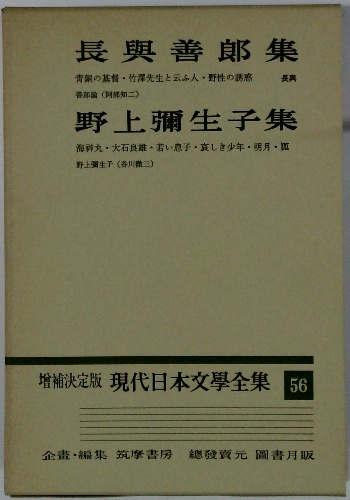 長與善郎集
青銅の基督・竹澤先生と云ふ人・野性の誘惑 長與
善郎論（阿部知二）
野上彌生子集
海神丸・大石良雄・若い息子・哀しき少年・明月・狐
野上彌生子（谷川徹三）
增補決定版 現代日本文學全集 56
企畫・編集 筑摩書房 總發賣元 圖書月販